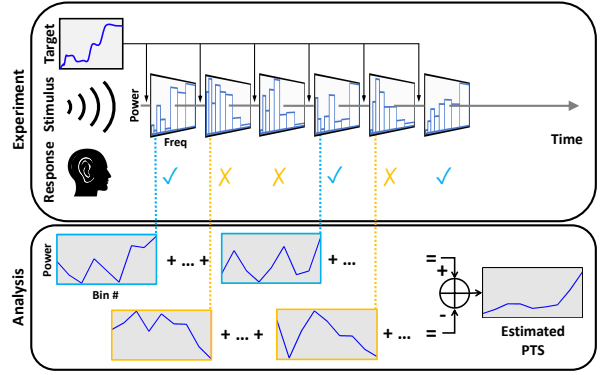 Experiment
Target
Stimulus
Response
Power
Freq
Time
✓ ✗ ✗ ✓ ✗ ✓
Analysis
Power
Bin #
+ ... +
+ ...
=
+ ... +
+ ...
=
+
-
Estimated
PTS